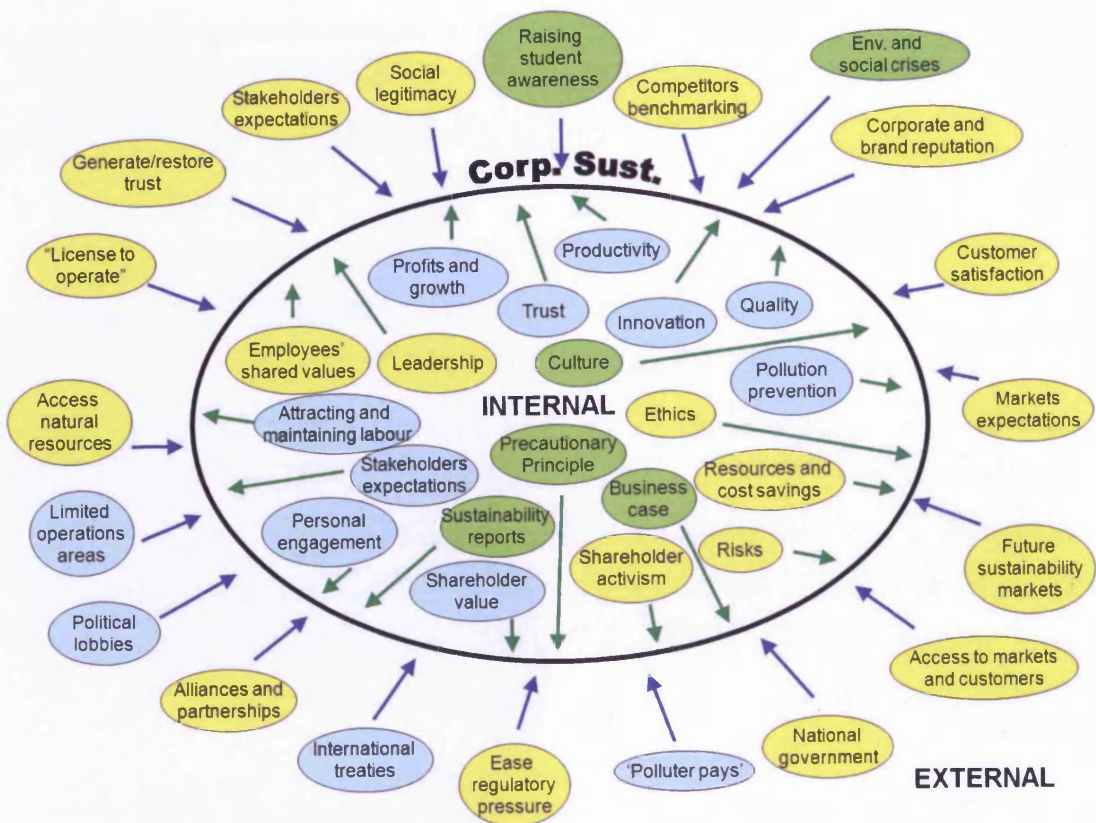 Raising
student
awareness
Env. and
social crises
Social
legitimacy
Competitors
benchmarking
Stakeholders
expectations
Corporate and
brand reputation
Generate/restore
trust
Corp. Sust.
"License to
operate"
Customer
satisfaction
Productivity
Profits and
growth
Trust
Innovation
Quality
Employees'
shared values
Leadership
Culture
Pollution
prevention
Markets
expectations
Access
natural
resources
Attracting and
maintaining labour
INTERNAL
Ethics
Precautionary
Principle
Stakeholders
expectations
Resources and
cost savings
Business
case
Limited
operations
areas
Personal
engagement
Sustainability
reports
Shareholder
activism
Risks
Future
sustainability
markets
Shareholder
value
Political
lobbies
Access to markets
and customers
Alliances and
partnerships
International
treaties
Ease
regulatory
pressure
'Polluter pays'
National
government
EXTERNAL